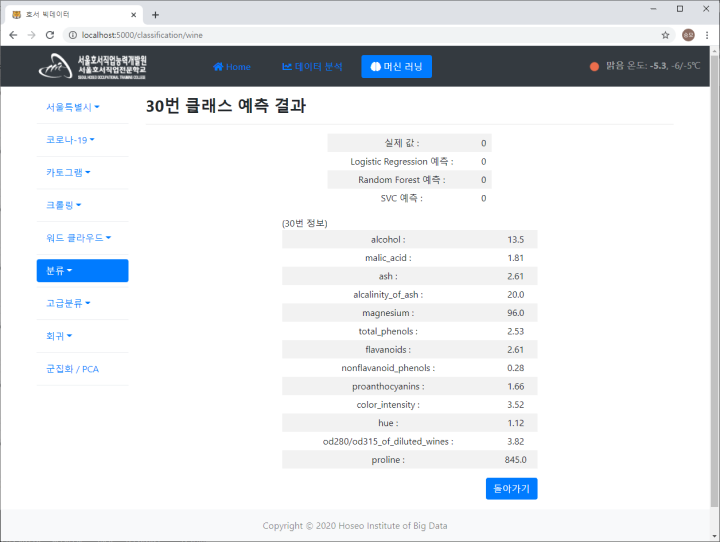 호서 빅데이터
localhost:5000/classification/wine
서울호서직업능력개발원
서울호서직업전문학교
SEOUL HOSEO OCCUPATIONAL TRAINING COLLEGE
Home
데이터 분석
머신 러닝
맑음 온도: -5.3, -6/-5℃
서울특별시
코로나-19
카토그램
크롤링
워드 클라우드
분류
고급분류
회귀
군집화 / PCA
30번 클래스 예측 결과
실제 값 : 0
Logistic Regression 예측 : 0
Random Forest 예측 : 0
SVC 예측 : 0
(30번 정보)
alcohol : 13.5
malic_acid : 1.81
ash : 2.61
alcalinity_of_ash : 20.0
magnesium : 96.0
total_phenols : 2.53
flavanoids : 2.61
nonflavanoid_phenols : 0.28
proanthocyanins : 1.66
color_intensity : 3.52
hue : 1.12
od280/od315_of_diluted_wines : 3.82
proline : 845.0
돌아가기
Copyright © 2020 Hoseo Institute of Big Data